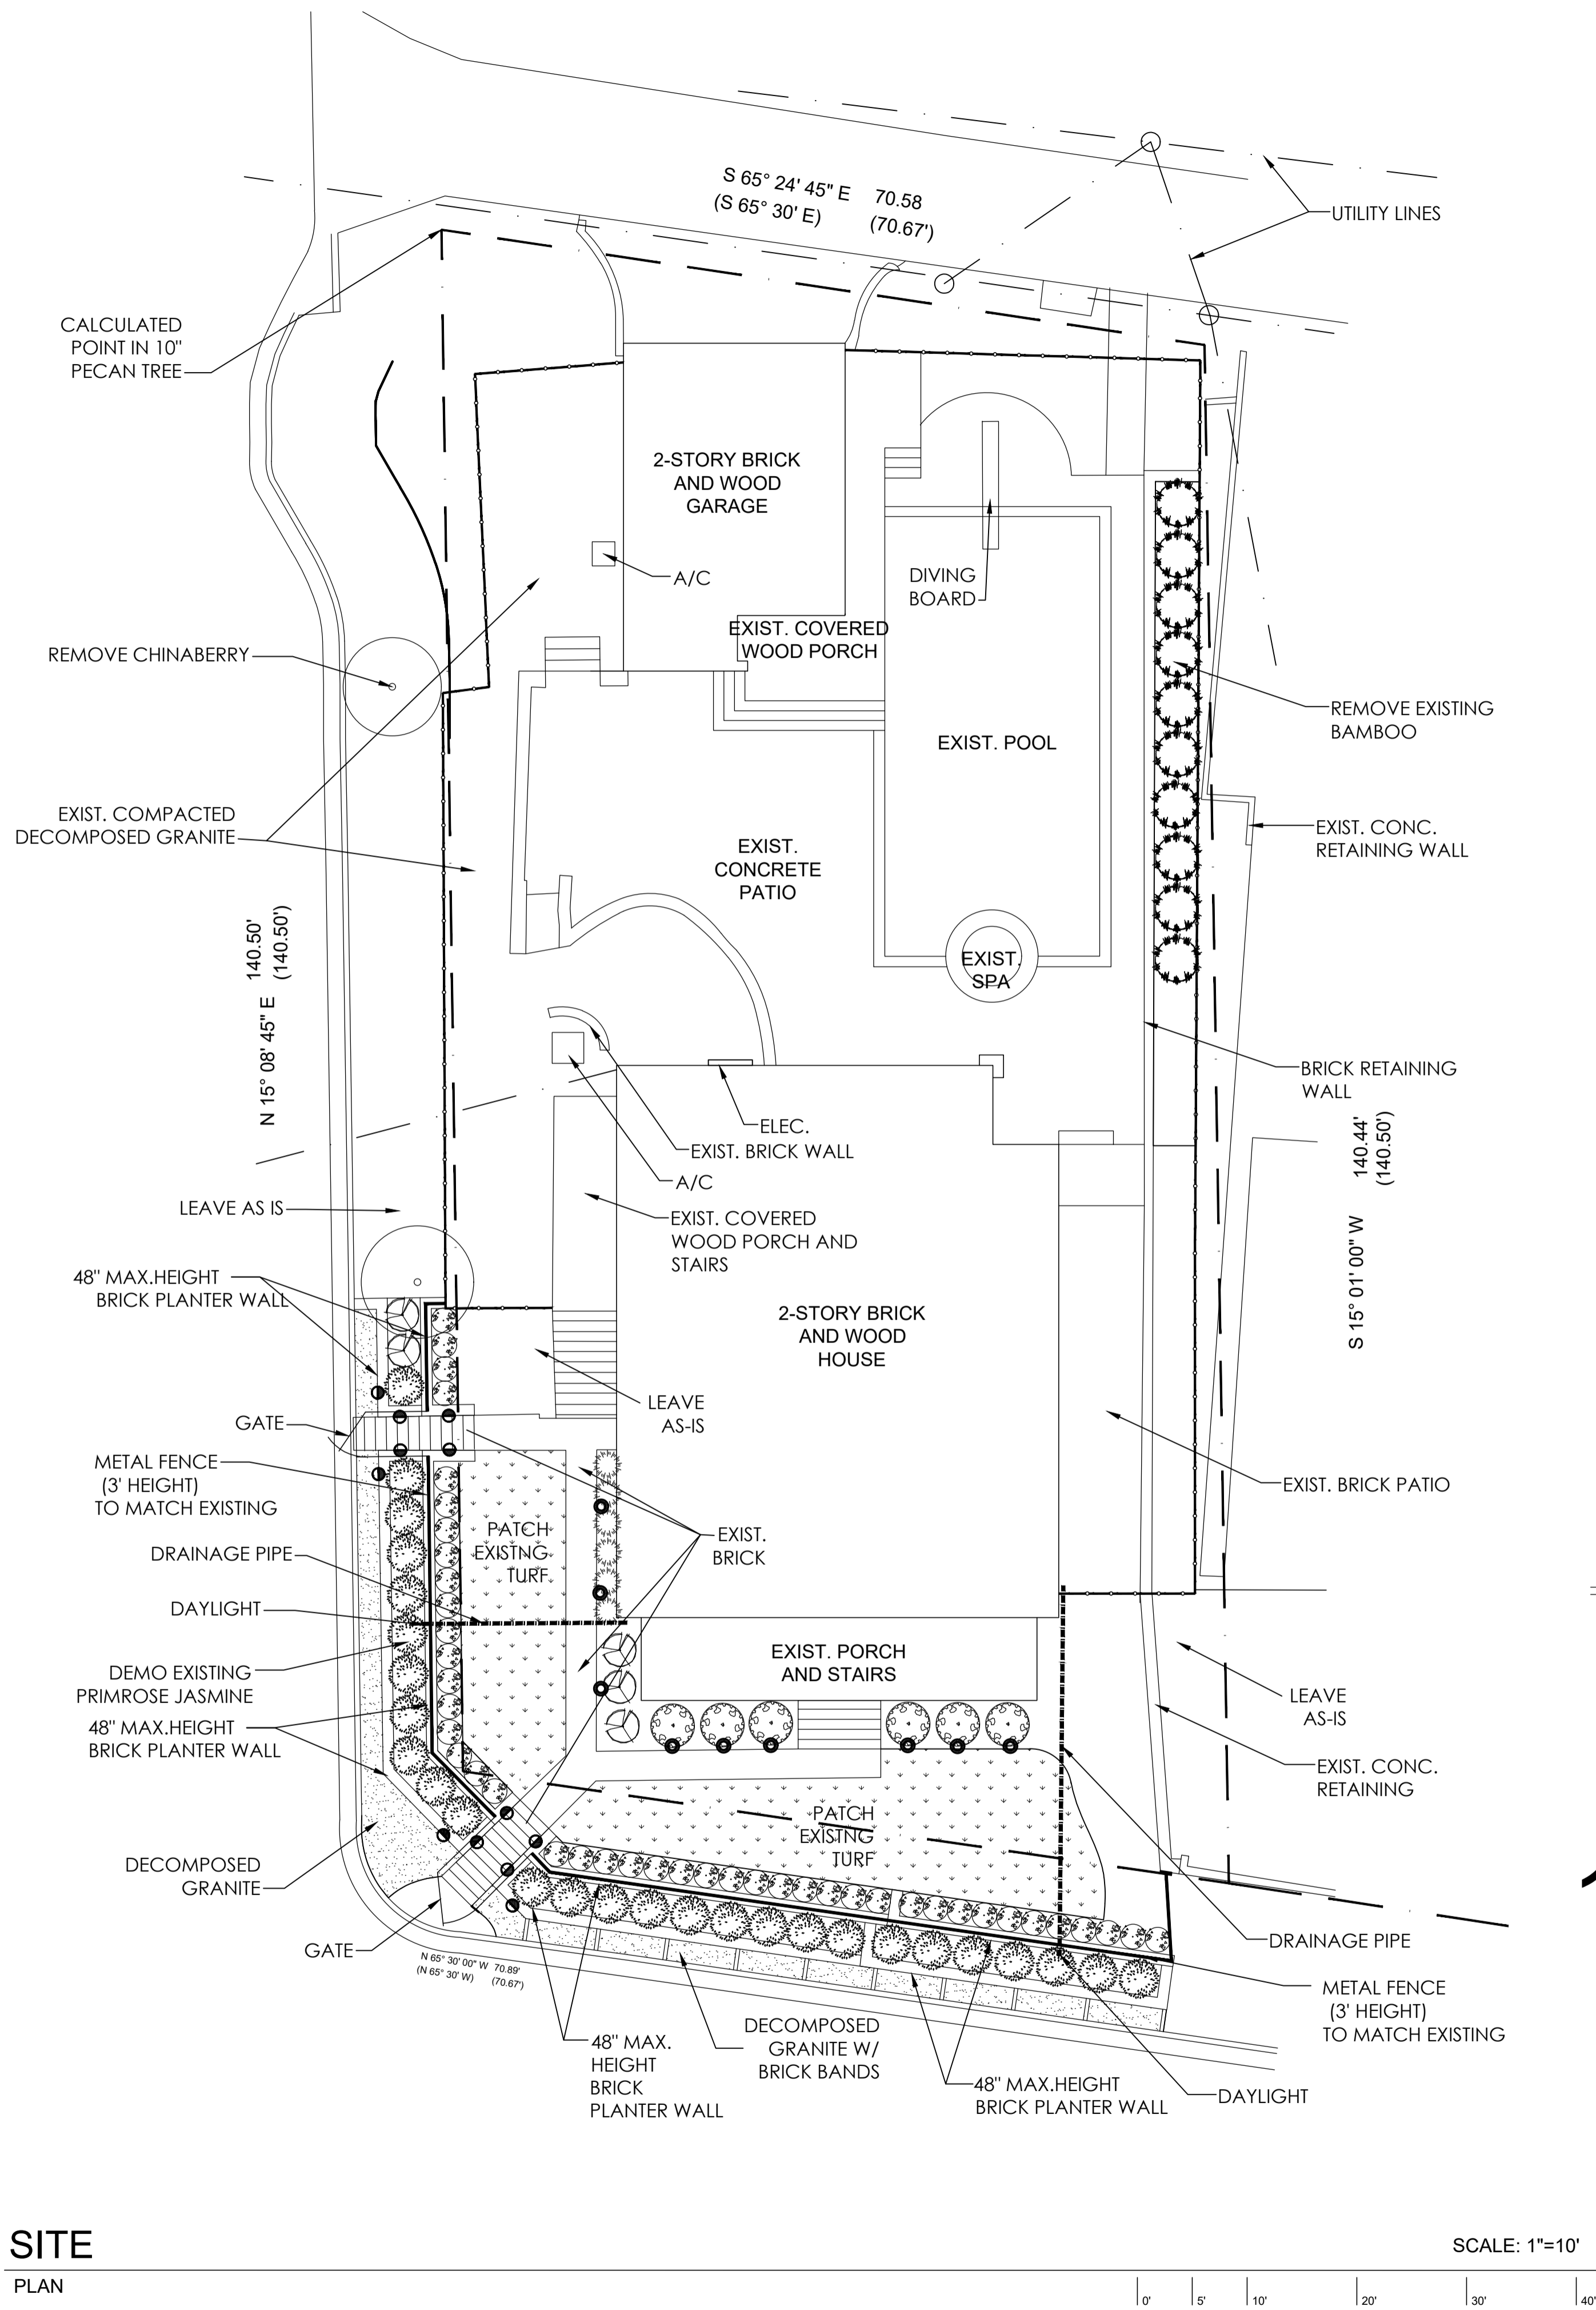 S 65° 24' 45" E 70.58
(S 65° 30' E) (70.67')
UTILITY LINES
CALCULATED
POINT IN 10"
PECAN TREE
2-STORY BRICK
AND WOOD
GARAGE
A/C
DIVING
BOARD
EXIST. COVERED
WOOD PORCH
REMOVE CHINABERRY
REMOVE EXISTING
BAMBOO
EXIST. POOL
EXIST. COMPACTED
DECOMPOSED GRANITE
EXIST. CONC.
RETAINING WALL
EXIST.
CONCRETE
PATIO
N 15° 08' 45" E 140.50'
(140.50')
EXIST.
SPA
BRICK RETAINING
WALL
ELEC.
EXIST. BRICK WALL
A/C
S 15° 01' 00" W 140.44'
(140.50')
LEAVE AS IS
EXIST. COVERED
WOOD PORCH AND
STAIRS
48" MAX.HEIGHT
BRICK PLANTER WALL
2-STORY BRICK
AND WOOD
HOUSE
LEAVE
AS-IS
GATE
METAL FENCE
(3' HEIGHT)
TO MATCH EXISTING
EXIST. BRICK PATIO
PATCH
EXISTNG
TURF
EXIST.
BRICK
DRAINAGE PIPE
DAYLIGHT
EXIST. PORCH
AND STAIRS
DEMO EXISTING
PRIMROSE JASMINE
LEAVE
AS-IS
48" MAX.HEIGHT
BRICK PLANTER WALL
EXIST. CONC.
RETAINING
PATCH
EXISTNG
TURF
DECOMPOSED
GRANITE
GATE
DRAINAGE PIPE
N 65° 30' 00" W 70.89'
(N 65° 30' W) (70.67')
METAL FENCE
(3' HEIGHT)
TO MATCH EXISTING
48" MAX.
HEIGHT
BRICK
PLANTER WALL
DECOMPOSED
GRANITE W/
BRICK BANDS
48" MAX.HEIGHT
BRICK PLANTER WALL
DAYLIGHT
SITE
SCALE: 1"=10'
PLAN
0' 5' 10' 20' 30' 40'